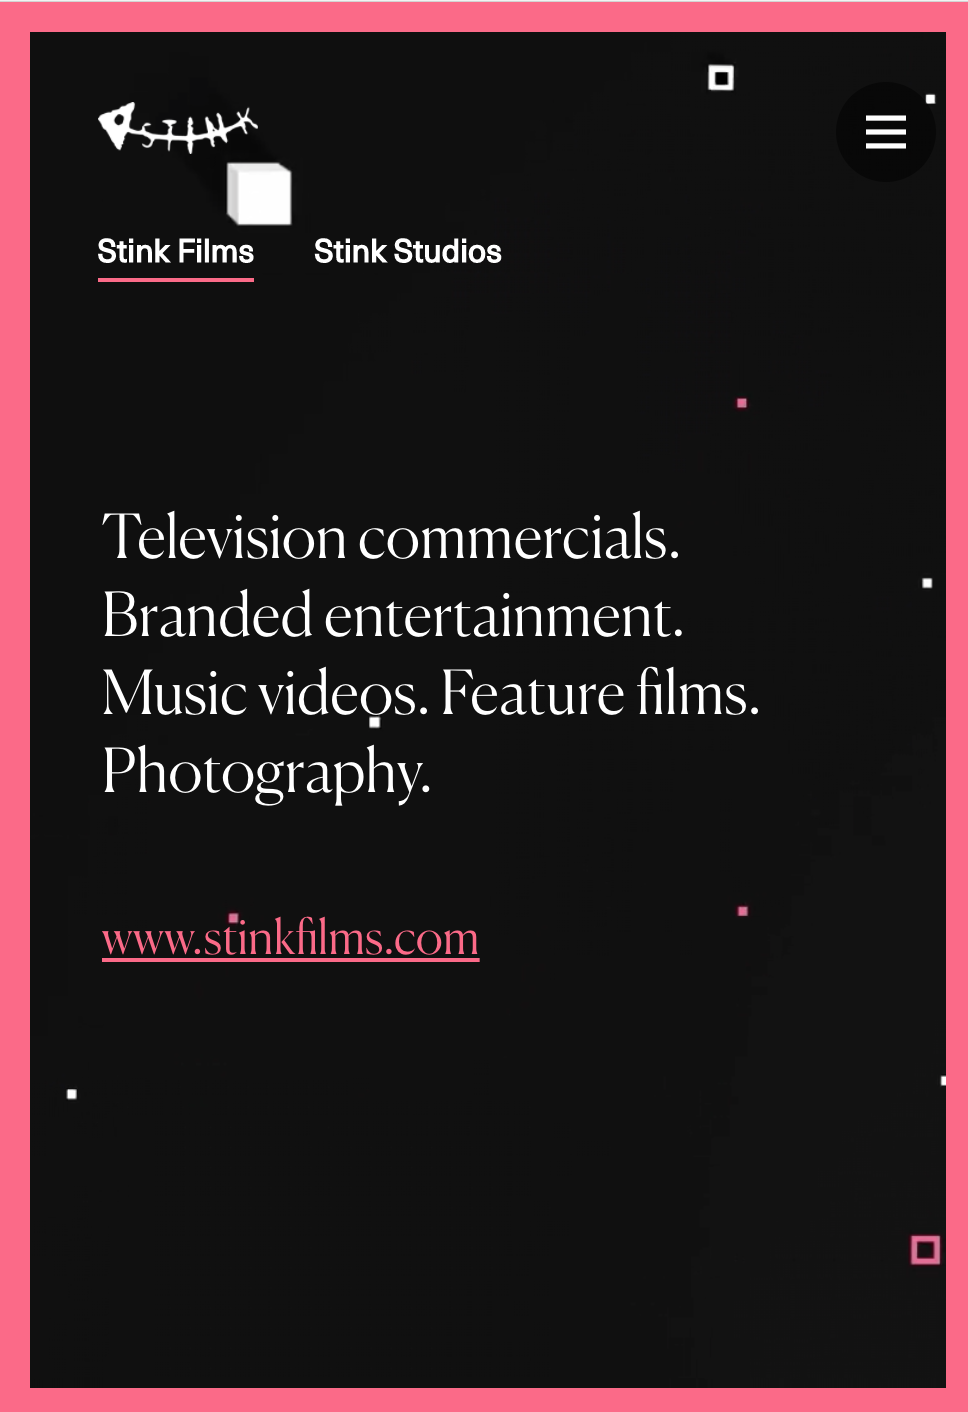 STINK
Stink Films Stink Studios
Television commercials.
Branded entertainment.
Music videos. Feature films.
Photography.
www.stinkfilms.com